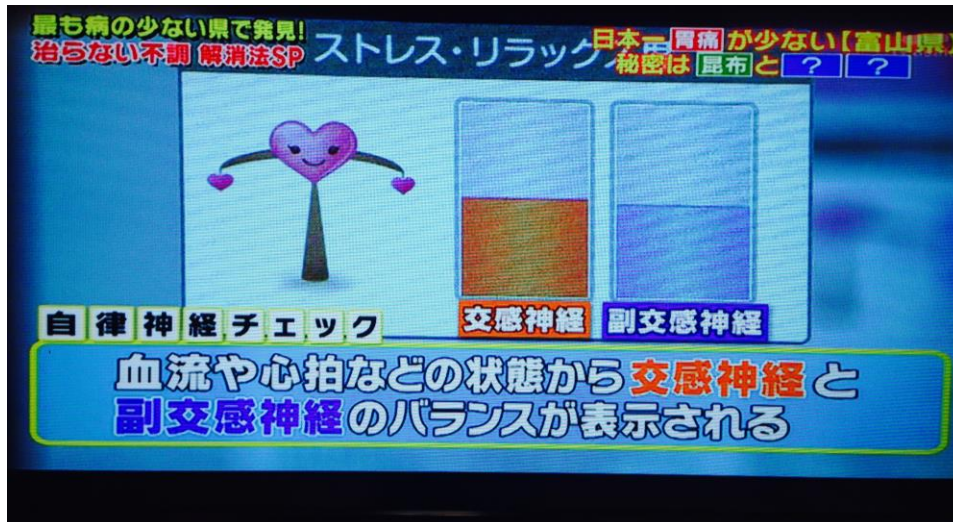 最も病の少ない県で発見!
治らない不調 解消法SP
ストレス・リラックス
日本一 胃痛 が少ない【富山県】
秘密は 昆布 と ? ?
交感神経
副交感神経
自律神経チェック
血流や心拍などの状態から交感神経と
副交感神経のバランスが表示される